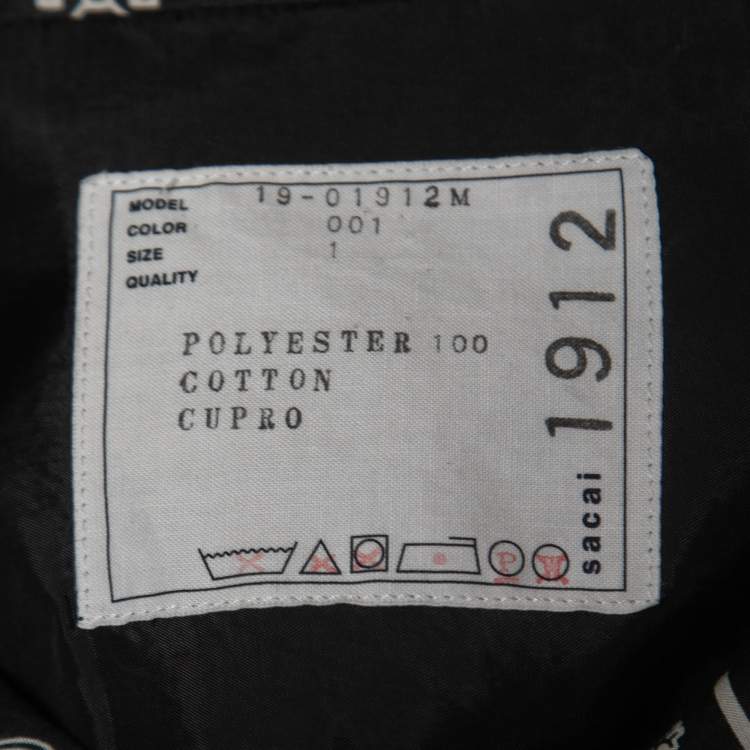 MODEL 19-01912M
COLOR 001
SIZE 1
QUALITY
POLYESTER 100
COTTON
CUPRO
1912
sacai
P
W